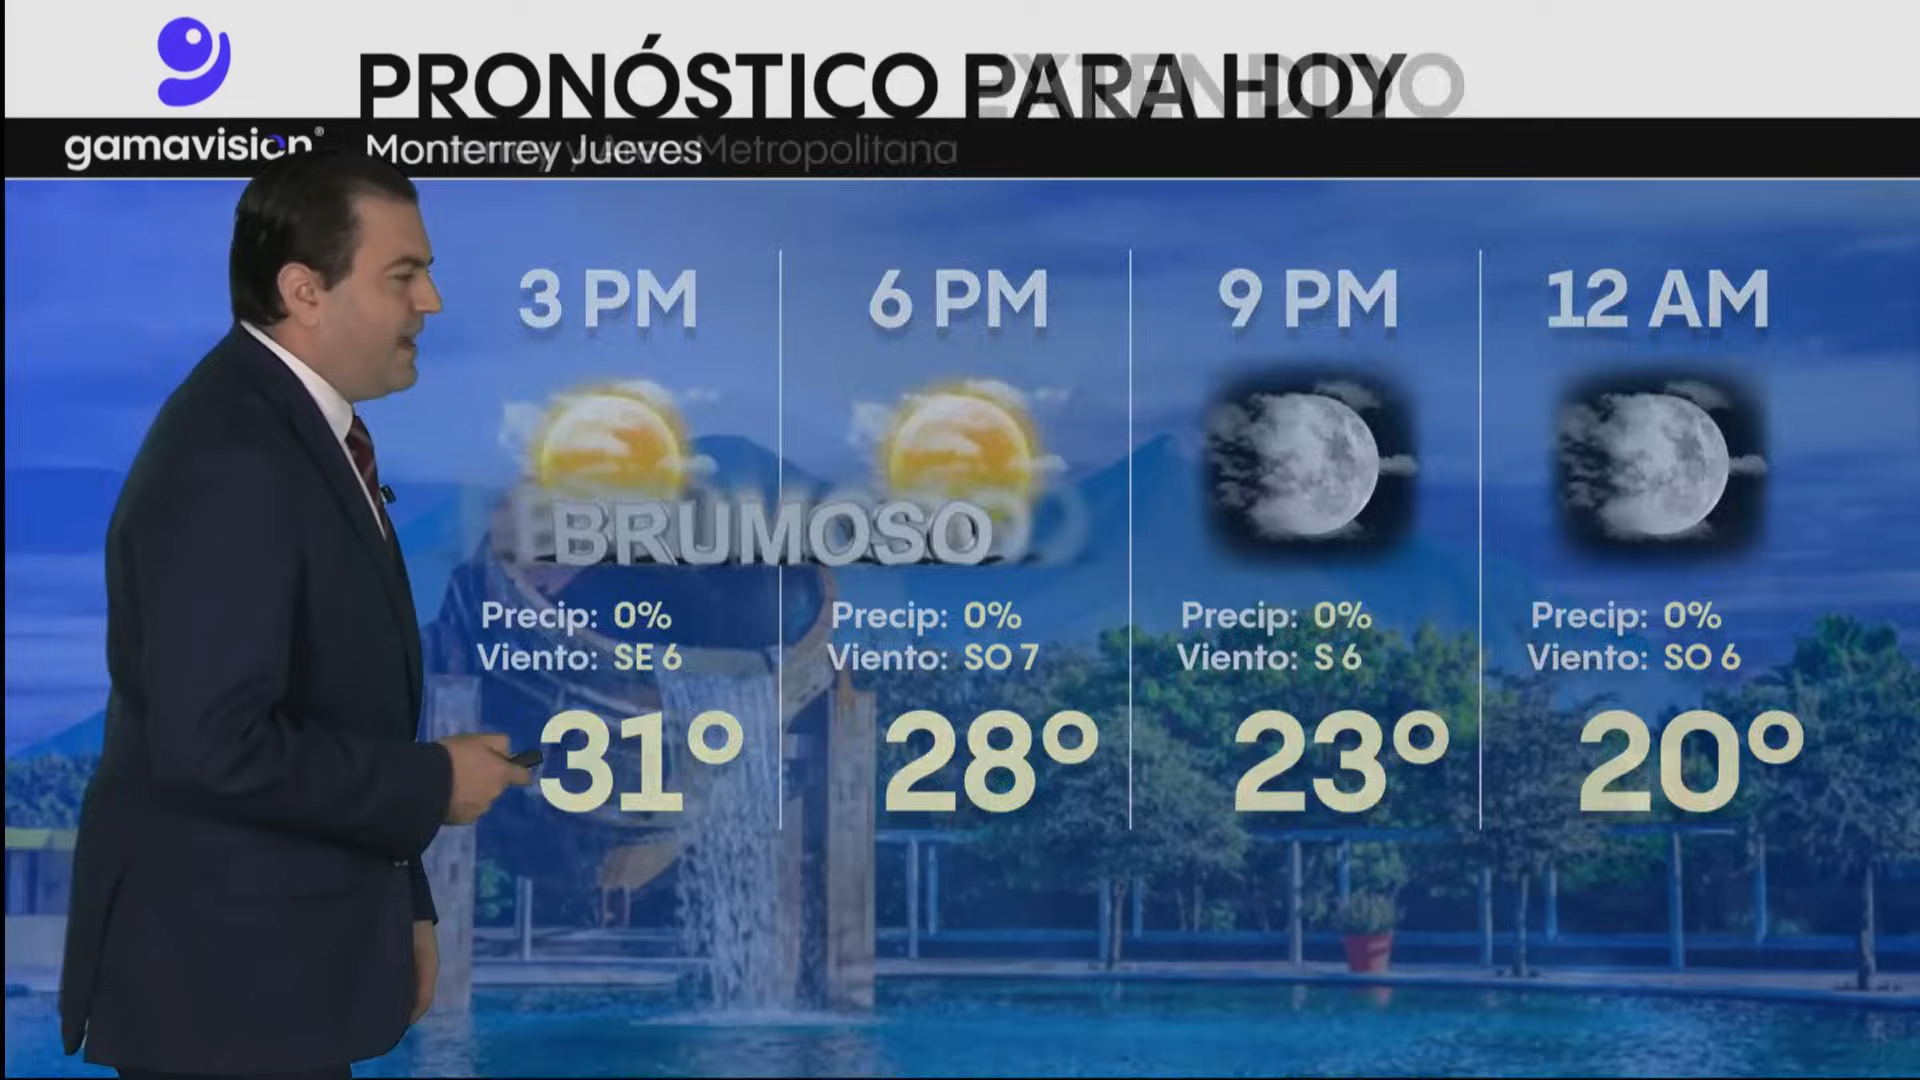 PRONÓSTICO PARA HOY
EXTENDIDO
gamavision®
Monterrey Jueves
Metropolitana
3 PM
6 PM
9 PM
12 AM
BRUMOSO
Precip: 0%
Viento: SE 6
Precip: 0%
Viento: SO 7
Precip: 0%
Viento: S 6
Precip: 0%
Viento: SO 6
31°
28°
23°
20°